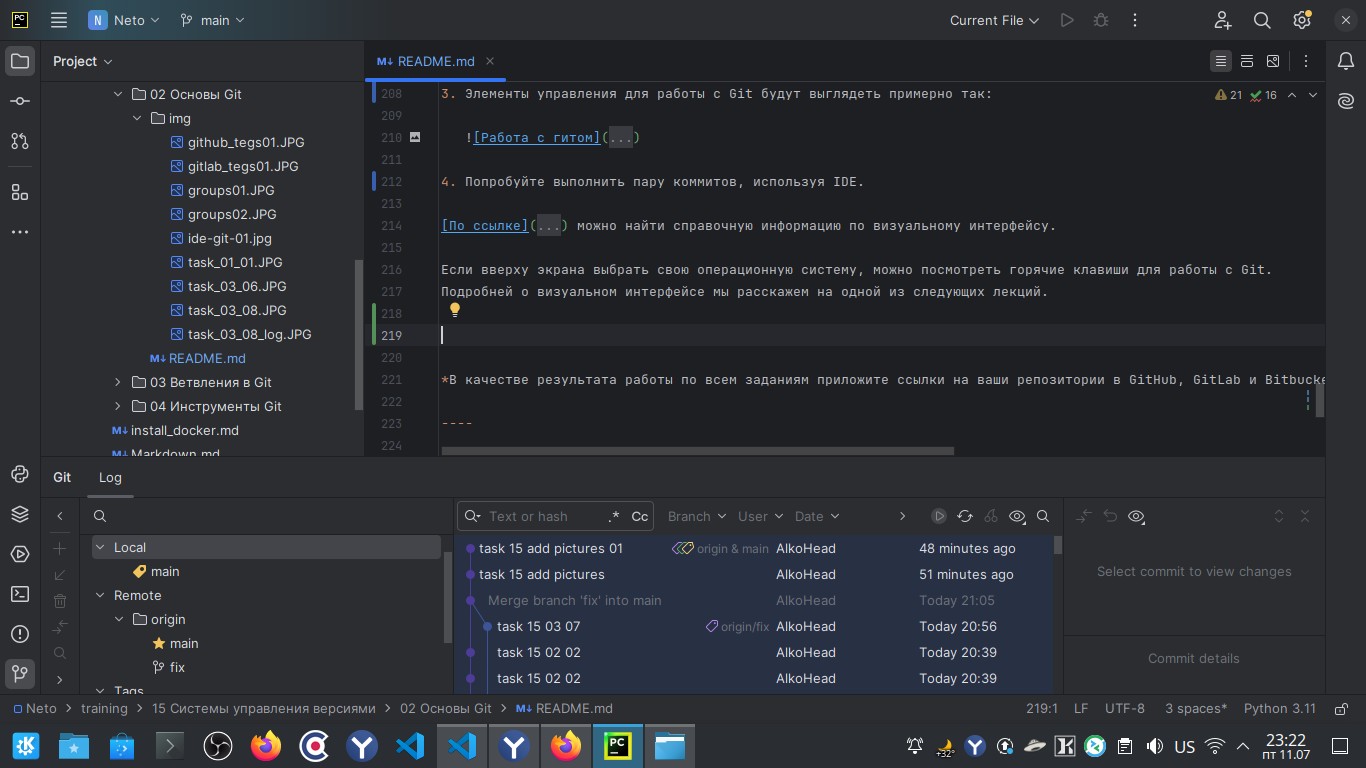 PC
N Neto
main
Current File
Project
README.md
02 Основы Git
img
github_tegs01.JPG
gitlab_tegs01.JPG
groups01.JPG
groups02.JPG
ide-git-01.jpg
task_01_01.JPG
task_03_06.JPG
task_03_08.JPG
task_03_08_log.JPG
README.md
03 Ветвления в Git
04 Инструменты Git
install_docker.md
Markdown.md
21 16
208 3. Элементы управления для работы с Git будут выглядеть примерно так:
209
210 ![Работа с гитом](...)
211
212 4. Попробуйте выполнить пару коммитов, используя IDE.
213
214 [По ссылке](...) можно найти справочную информацию по визуальному интерфейсу.
215
216 Если вверху экрана выбрать свою операционную систему, можно посмотреть горячие клавиши для работы с Git.
217 Подробней о визуальном интерфейсе мы расскажем на одной из следующих лекций.
218
219
220
221 *В качестве результата работы по всем заданиям приложите ссылки на ваши репозитории в GitHub, GitLab и Bitbucke
222
223 ----
224
Git Log
Local
main
Remote
origin
main
fix
Tags
Text or hash .* Cc Branch User Date
task 15 add pictures 01 origin & main AlkoHead 48 minutes ago
task 15 add pictures AlkoHead 51 minutes ago
Merge branch 'fix' into main AlkoHead Today 21:05
task 15 03 07 origin/fix AlkoHead Today 20:56
task 15 02 02 AlkoHead Today 20:39
task 15 02 02 AlkoHead Today 20:39
Select commit to view changes
Commit details
Neto > training > 15 Системы управления версиями > 02 Основы Git > README.md
219:1 LF UTF-8 3 spaces* Python 3.11
PC
+32°
US
23:22
пт 11.07